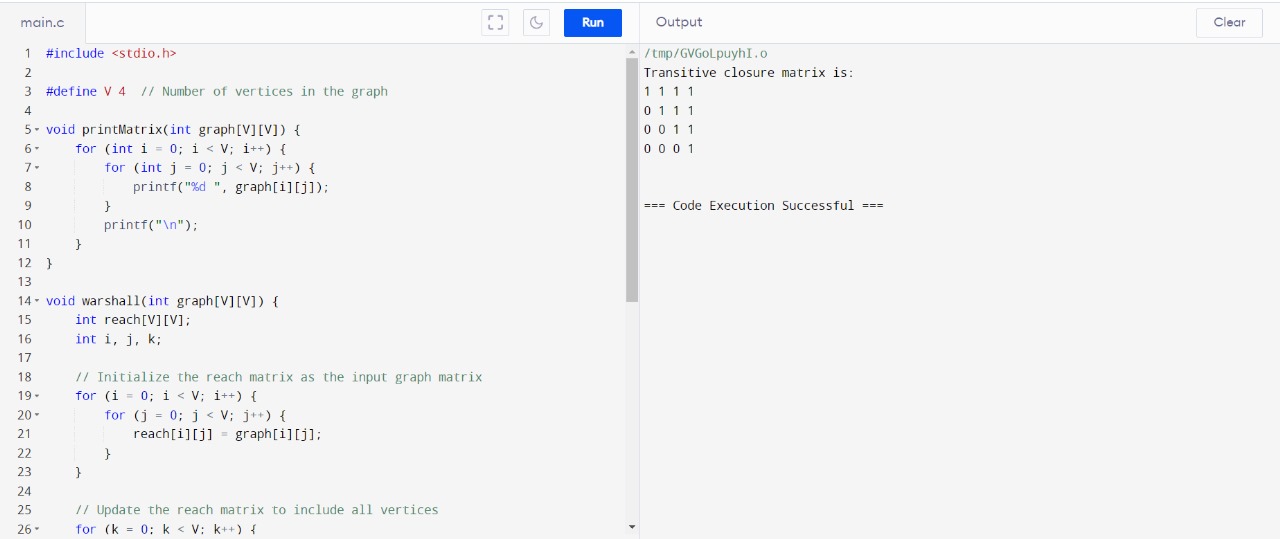 main.c
Run
Output
Clear
1 #include <stdio.h>
2
3 #define V 4  // Number of vertices in the graph
4
5 void printMatrix(int graph[V][V]) {
6     for (int i = 0; i < V; i++) {
7         for (int j = 0; j < V; j++) {
8             printf("%d ", graph[i][j]);
9         }
10         printf("\n");
11     }
12 }
13
14 void warshall(int graph[V][V]) {
15     int reach[V][V];
16     int i, j, k;
17
18     // Initialize the reach matrix as the input graph matrix
19     for (i = 0; i < V; i++) {
20         for (j = 0; j < V; j++) {
21             reach[i][j] = graph[i][j];
22         }
23     }
24
25     // Update the reach matrix to include all vertices
26     for (k = 0; k < V; k++) {
/tmp/GVGoLpuyhI.o
Transitive closure matrix is:
1 1 1 1
0 1 1 1
0 0 1 1
0 0 0 1
=== Code Execution Successful ===